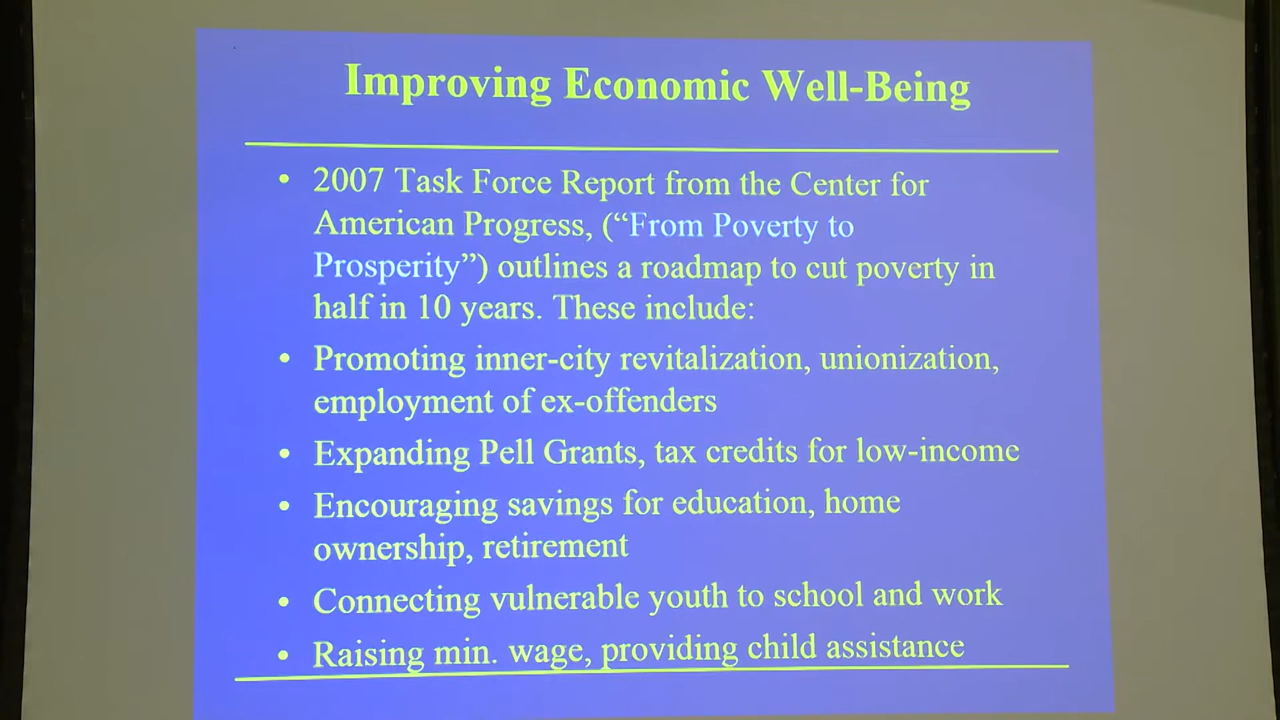 Improving Economic Well-Being
• 2007 Task Force Report from the Center for
American Progress, (“From Poverty to
Prosperity”) outlines a roadmap to cut poverty in
half in 10 years. These include:
• Promoting inner-city revitalization, unionization,
employment of ex-offenders
• Expanding Pell Grants, tax credits for low-income
• Encouraging savings for education, home
ownership, retirement
• Connecting vulnerable youth to school and work
• Raising min. wage, providing child assistance